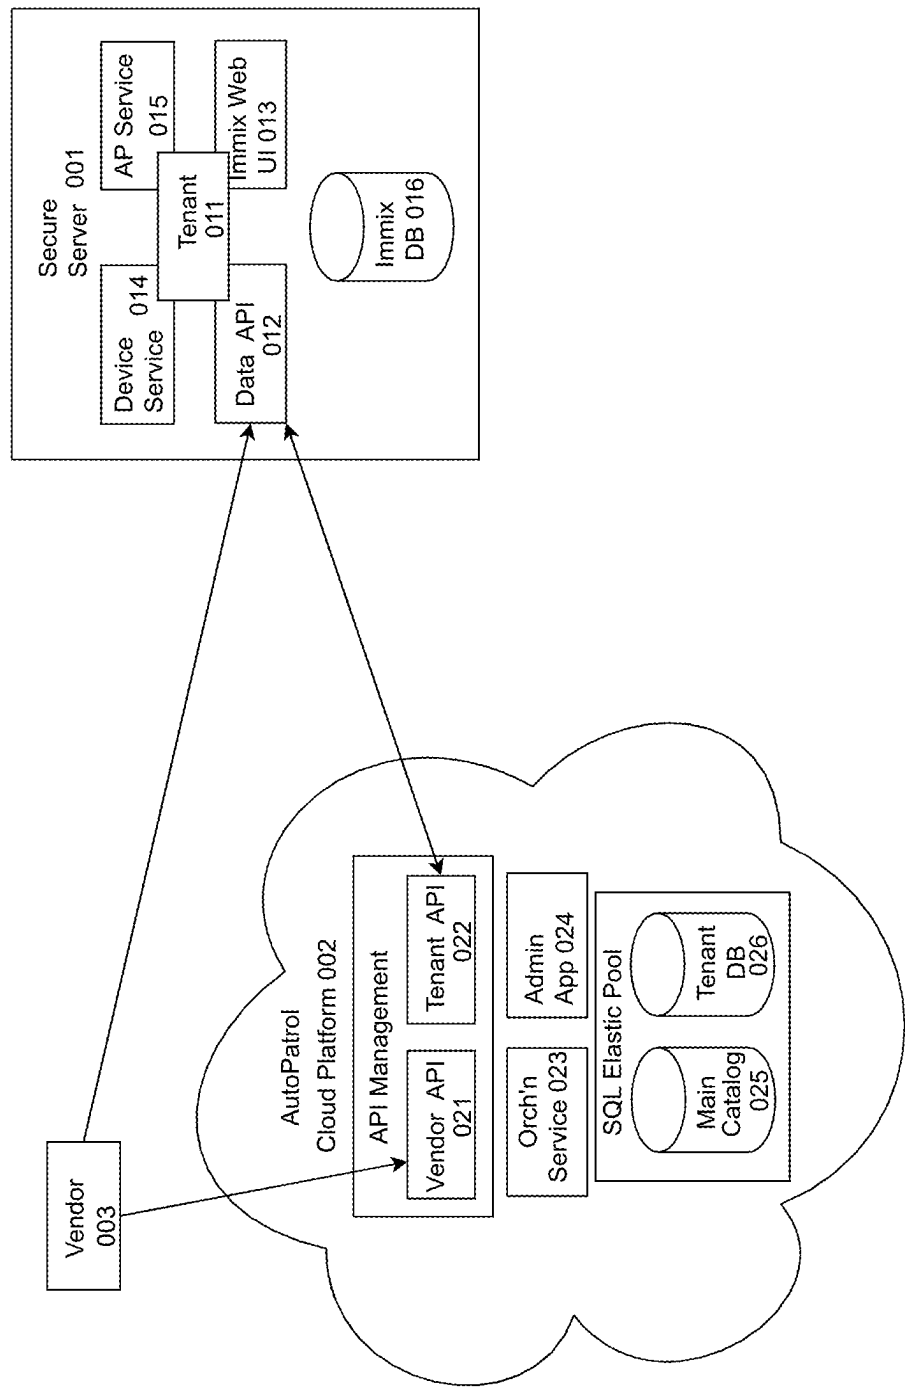 Vendor
003
AutoPatrol
Cloud Platform 002
API Management
Vendor API
021
Tenant API
022
Orch'n
Service 023
Admin
App 024
SQL Elastic Pool
Main
Catalog
025
Tenant
DB
026
Secure
Server 001
Device 014
Service
AP Service
015
Tenant
011
Data API
012
Immix Web
UI 013
Immix
DB 016